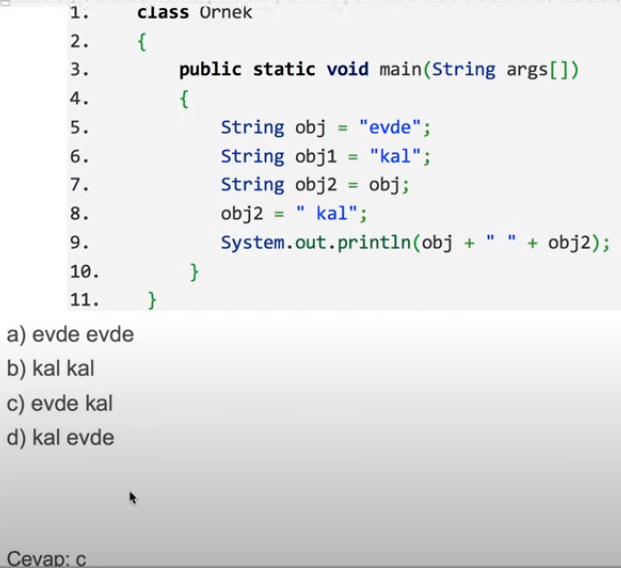 1. class Ornek
2. {
3. public static void main(String args[])
4. {
5. String obj = "evde";
6. String obj1 = "kal";
7. String obj2 = obj;
8. obj2 = " kal";
9. System.out.println(obj + " " + obj2);
10. }
11. }
a) evde evde
b) kal kal
c) evde kal
d) kal evde
Cevap: c